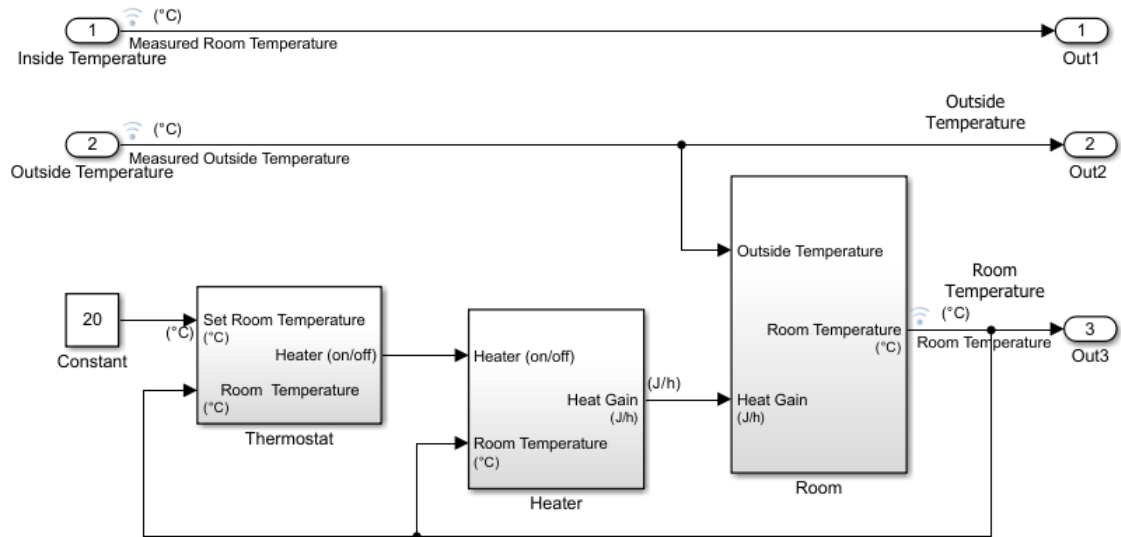 (°C)
1
Measured Room Temperature
Inside Temperature
1
Out1
Outside
Temperature
(°C)
2
Measured Outside Temperature
Outside Temperature
2
Out2
Outside Temperature
Room
Temperature
(°C)
20
Constant
(°C)
Set Room Temperature
(°C)
Heater (on/off)
Room  Temperature
(°C)
Thermostat
Heater (on/off)
Heat Gain
(J/h)
Room Temperature
(°C)
Heater
(J/h)
Room Temperature
(°C)
Heat Gain
(J/h)
Room
Room Temperature
3
Out3